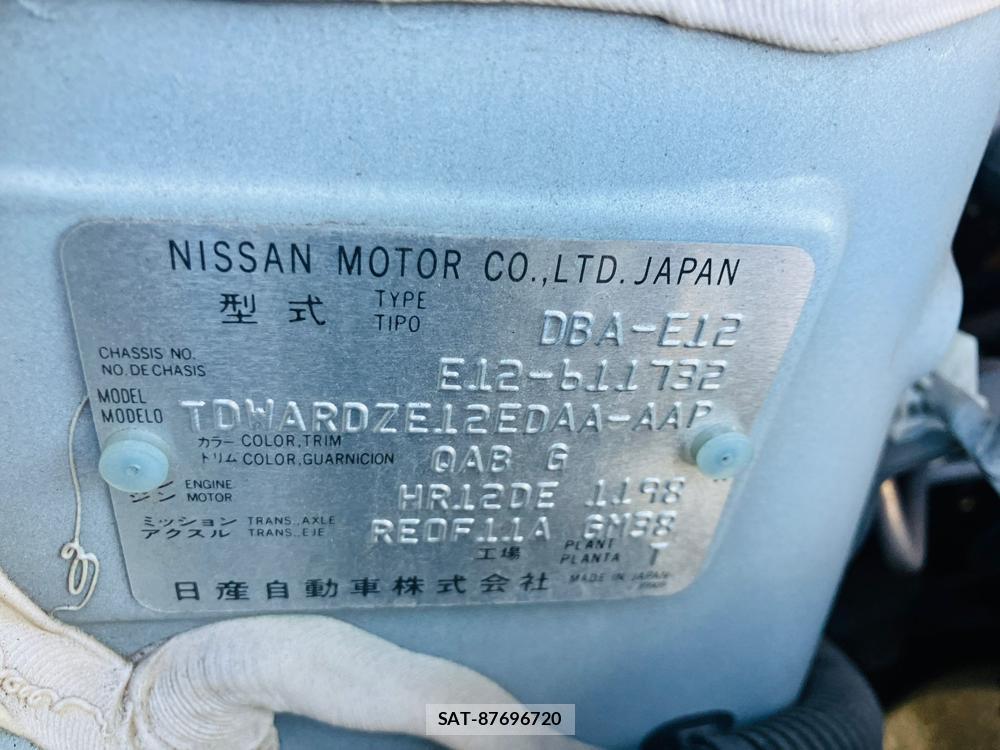 NISSAN MOTOR CO.,LTD. JAPAN
型式 TYPE DBA-E12
TIPO
CHASSIS NO. E12-611732
NO. DE CHASIS
MODEL TDWARDZE12EDAA-AAP
MODELO
カラー COLOR,TRIM QAB G
トリム COLOR,GUARNICION
ENGINE HR12DE 1198
ジン MOTOR
ミッション TRANS.,AXLE RE0F11A GM38
アクスル TRANS.,EJE
工場 PLANT T
PLANTA
日産自動車株式会社 MADE IN JAPAN
SAT-87696720